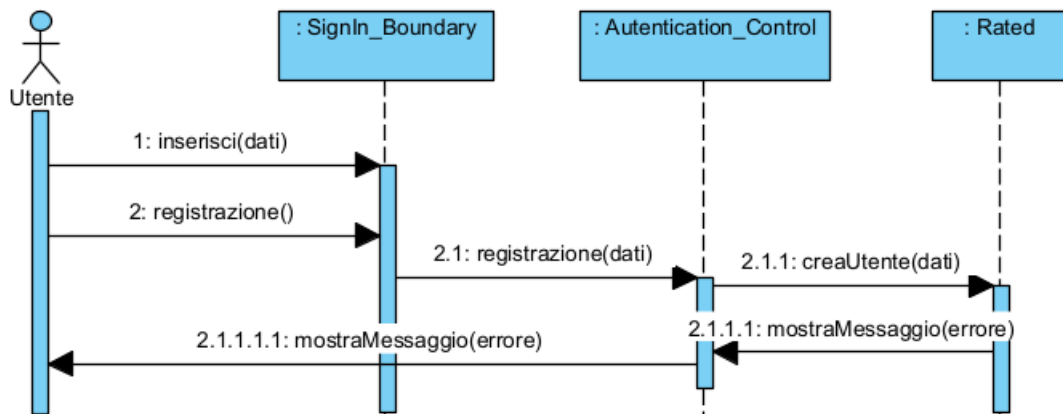 : SignIn_Boundary
: Autentication_Control
: Rated
Utente
1: inserisci(dati)
2: registrazione()
2.1: registrazione(dati)
2.1.1: creaUtente(dati)
2.1.1.1: mostraMessaggio(errore)
2.1.1.1.1: mostraMessaggio(errore)